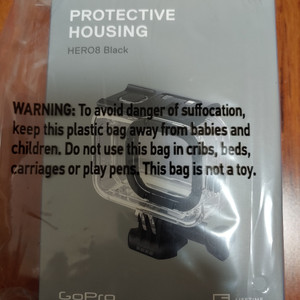 PROTECTIVE
HOUSING
HERO8 Black
WARNING: To avoid danger of suffocation,
keep this plastic bag away from babies and
children. Do not use this bag in cribs, beds,
carriages or play pens. This bag is not a toy.
GoPro